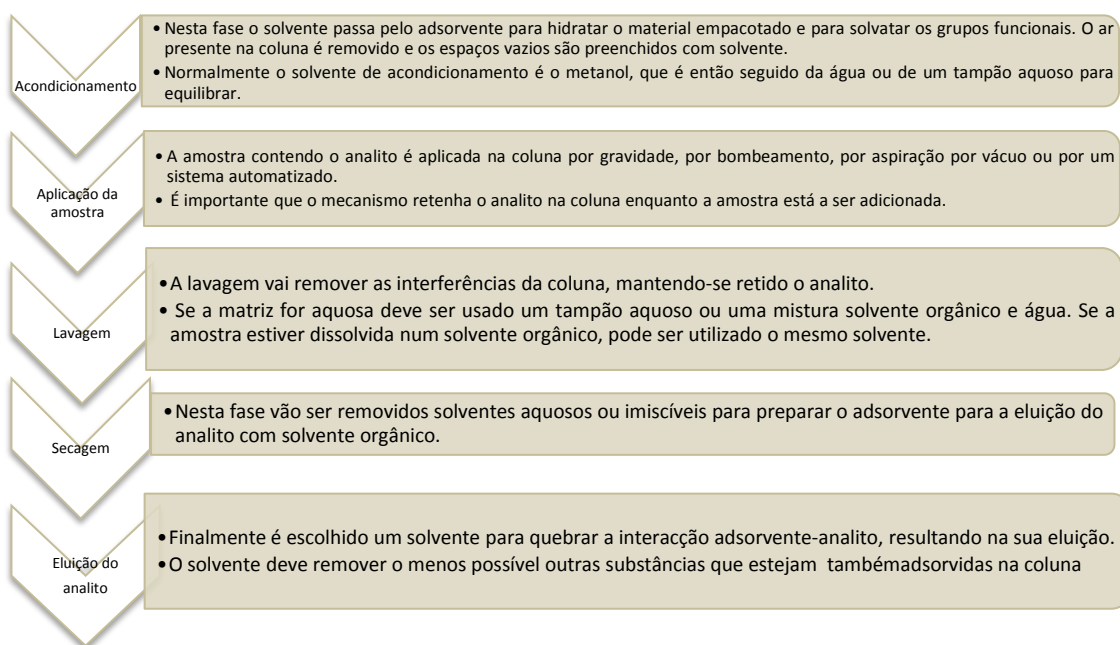 Acondicionamento
• Nesta fase o solvente passa pelo adsorvente para hidratar o material empacotado e para solvatar os grupos funcionais. O ar
presente na coluna é removido e os espaços vazios são preenchidos com solvente.
• Normalmente o solvente de acondicionamento é o metanol, que é então seguido da água ou de um tampão aquoso para
equilibrar.
Aplicação da
amostra
• A amostra contendo o analito é aplicada na coluna por gravidade, por bombeamento, por aspiração por vácuo ou por um
sistema automatizado.
• É importante que o mecanismo retenha o analito na coluna enquanto a amostra está a ser adicionada.
Lavagem
• A lavagem vai remover as interferências da coluna, mantendo-se retido o analito.
• Se a matriz for aquosa deve ser usado um tampão aquoso ou uma mistura solvente orgânico e água. Se a
amostra estiver dissolvida num solvente orgânico, pode ser utilizado o mesmo solvente.
Secagem
• Nesta fase vão ser removidos solventes aquosos ou imiscíveis para preparar o adsorvente para a eluição do
analito com solvente orgânico.
Eluição do
analito
• Finalmente é escolhido um solvente para quebrar a interacção adsorvente-analito, resultando na sua eluição.
• O solvente deve remover o menos possível outras substâncias que estejam tambémadsorvidas na coluna